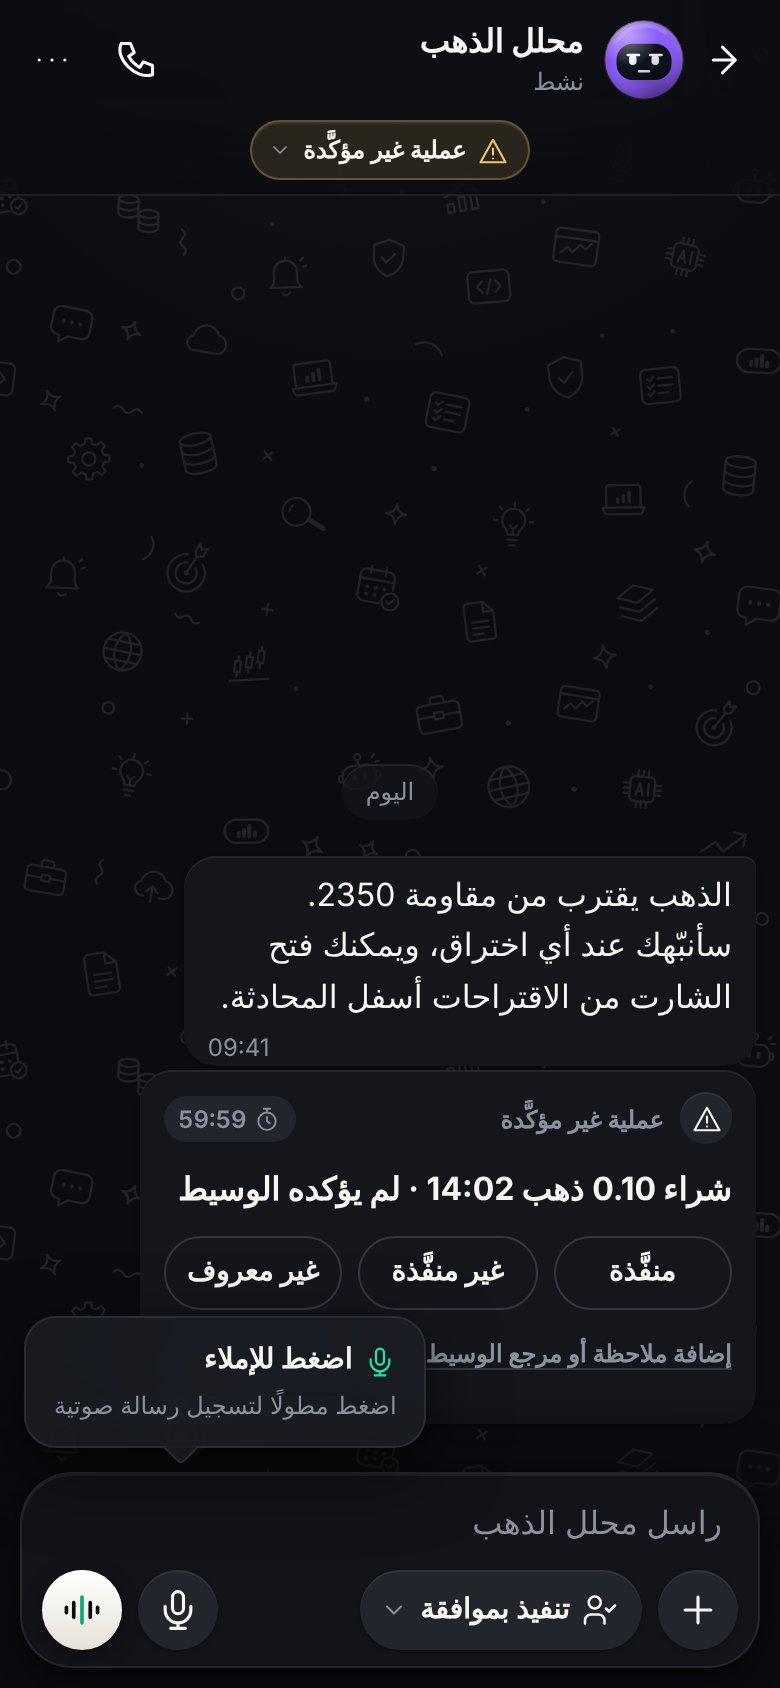 محلل الذهب
نشط
عملية غير مؤكَّدة
اليوم
الذهب يقترب من مقاومة 2350.
سأنبّهك عند أي اختراق، ويمكنك فتح
الشارت من الاقتراحات أسفل المحادثة.
09:41
عملية غير مؤكَّدة
59:59
شراء 0.10 ذهب 14:02 · لم يؤكده الوسيط
منفَّذة
غير منفَّذة
غير معروف
إضافة ملاحظة أو مرجع الوسيط
اضغط للإملاء
اضغط مطولًا لتسجيل رسالة صوتية
راسل محلل الذهب
تنفيذ بموافقة